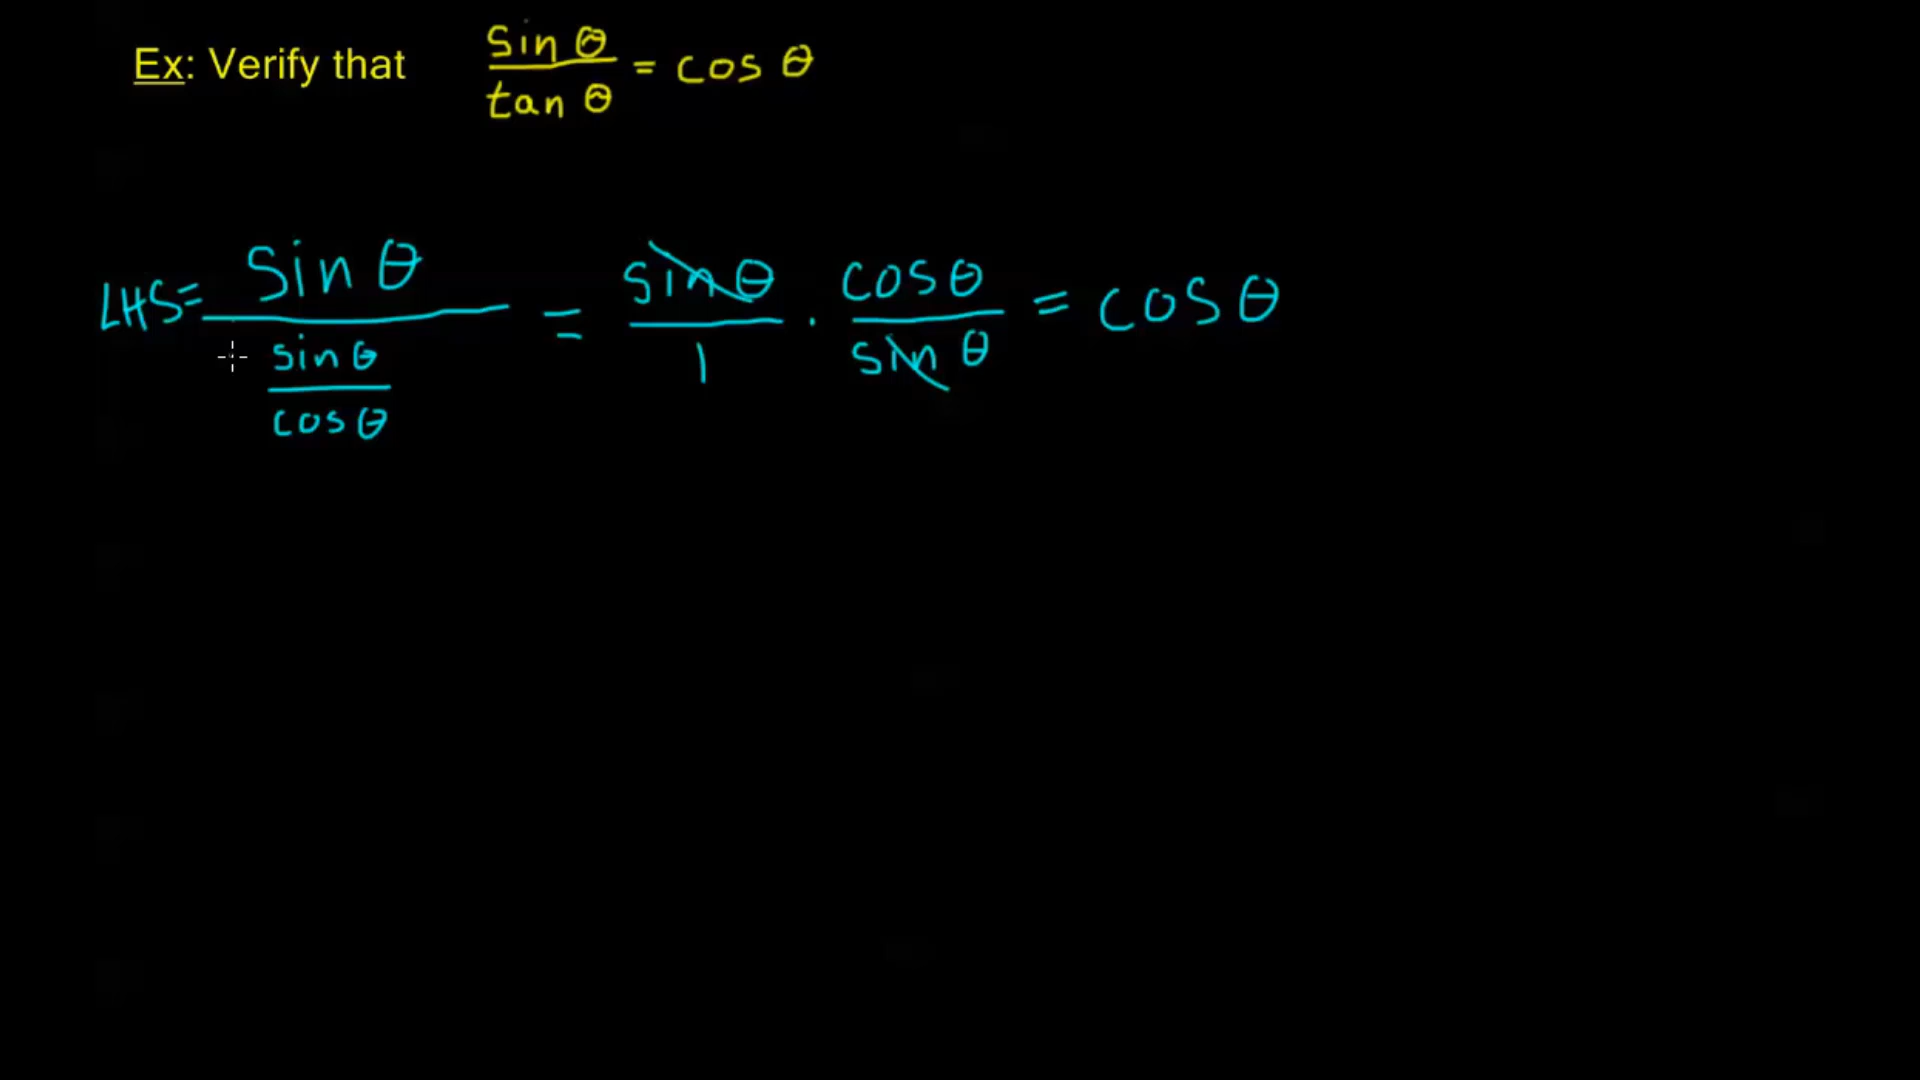 Ex: Verify that sin θ / tan θ = cos θ
LHS = sin θ / (sin θ / cos θ) = sin θ / 1 · cos θ / sin θ = cos θ